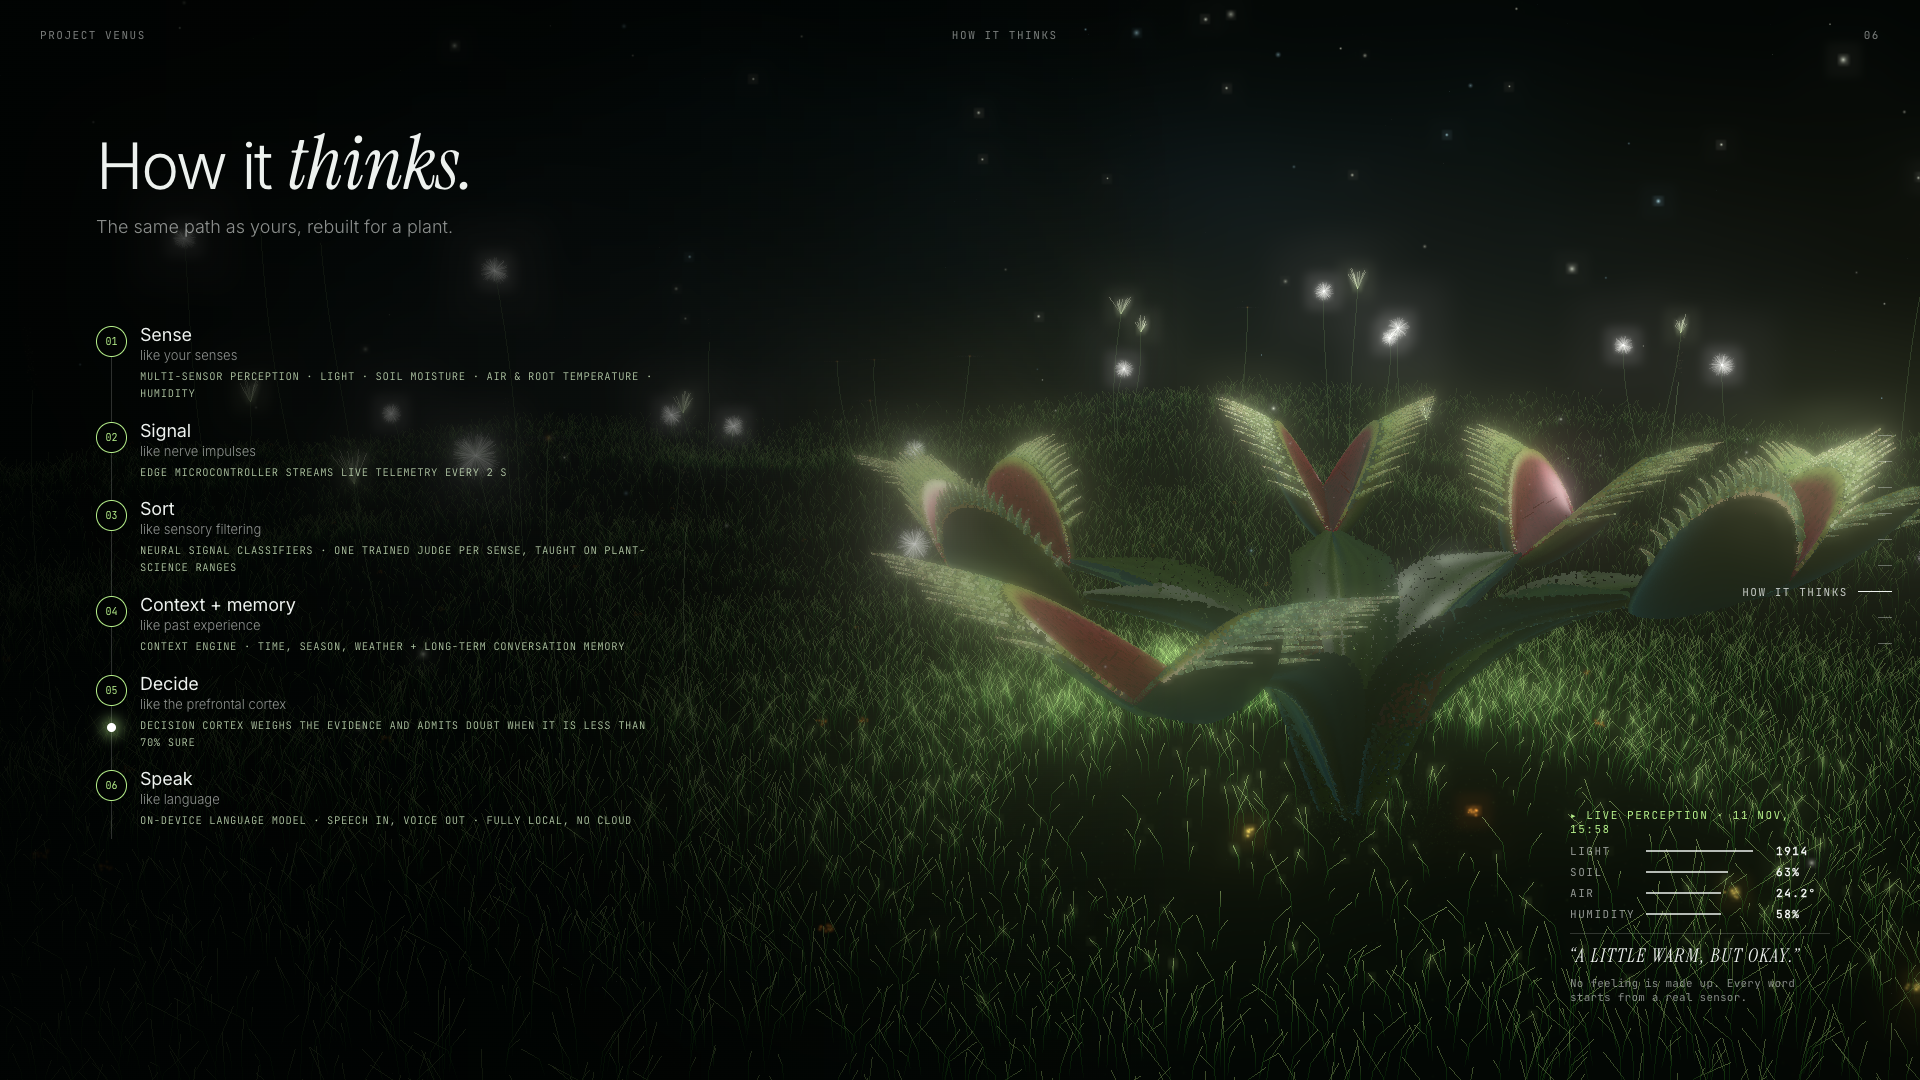 PROJECT VENUS
HOW IT THINKS
06
How it thinks.
The same path as yours, rebuilt for a plant.
01
Sense
like your senses
MULTI-SENSOR PERCEPTION · LIGHT · SOIL MOISTURE · AIR & ROOT TEMPERATURE ·
HUMIDITY
02
Signal
like nerve impulses
EDGE MICROCONTROLLER STREAMS LIVE TELEMETRY EVERY 2 S
03
Sort
like sensory filtering
NEURAL SIGNAL CLASSIFIERS · ONE TRAINED JUDGE PER SENSE, TAUGHT ON PLANT-
SCIENCE RANGES
04
Context + memory
like past experience
CONTEXT ENGINE · TIME, SEASON, WEATHER + LONG-TERM CONVERSATION MEMORY
05
Decide
like the prefrontal cortex
DECISION CORTEX WEIGHS THE EVIDENCE AND ADMITS DOUBT WHEN IT IS LESS THAN
70% SURE
06
Speak
like language
ON-DEVICE LANGUAGE MODEL · SPEECH IN, VOICE OUT · FULLY LOCAL, NO CLOUD
HOW IT THINKS
▸ LIVE PERCEPTION · 11 NOV,
15:58
LIGHT 1914
SOIL 63%
AIR 24.2°
HUMIDITY 58%
“A LITTLE WARM, BUT OKAY.”
No feeling is made up. Every word
starts from a real sensor.